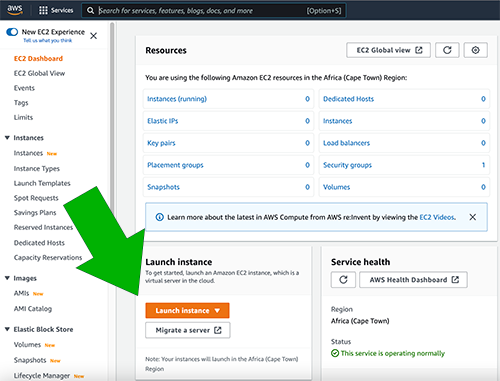 aws
Services
Search for services, features, blogs, docs, and more
[Option+S]
New EC2 Experience
Tell us what you think
EC2 Dashboard
EC2 Global View
Events
Tags
Limits
Instances
Instances New
Instance Types
Launch Templates
Spot Requests
Savings Plans
Reserved Instances
Dedicated Hosts
Capacity Reservations
Images
AMIs New
AMI Catalog
Elastic Block Store
Volumes New
Snapshots New
Lifecycle Manager New
Resources
EC2 Global view
You are using the following Amazon EC2 resources in the Africa (Cape Town) Region:
Instances (running) 0
Dedicated Hosts 0
Elastic IPs 0
Instances 0
Key pairs 0
Load balancers 0
Placement groups 0
Security groups 1
Snapshots 0
Volumes 0
Learn more about the latest in AWS Compute from AWS re:Invent by viewing the EC2 Videos.
Launch instance
To get started, launch an Amazon EC2 instance, which is a
virtual server in the cloud.
Launch instance
Migrate a server
Note: Your instances will launch in the Africa (Cape Town)
Region
Service health
AWS Health Dashboard
Region
Africa (Cape Town)
Status
This service is operating normally